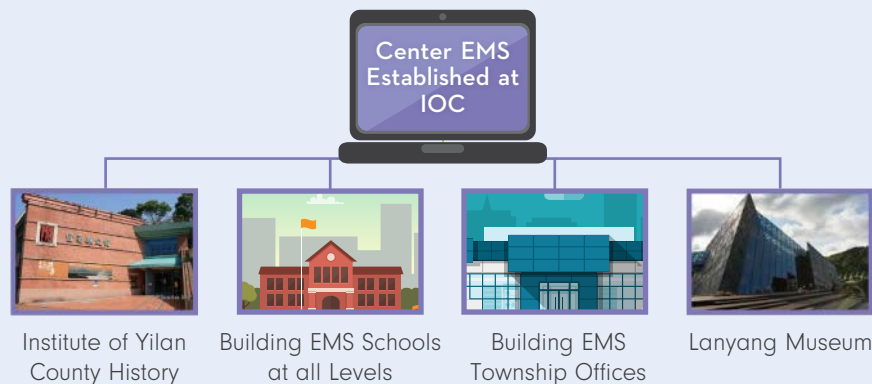 Center EMS
Established at
IOC
Institute of Yilan
County History
Building EMS Schools
at all Levels
Building EMS
Township Offices
Lanyang Museum